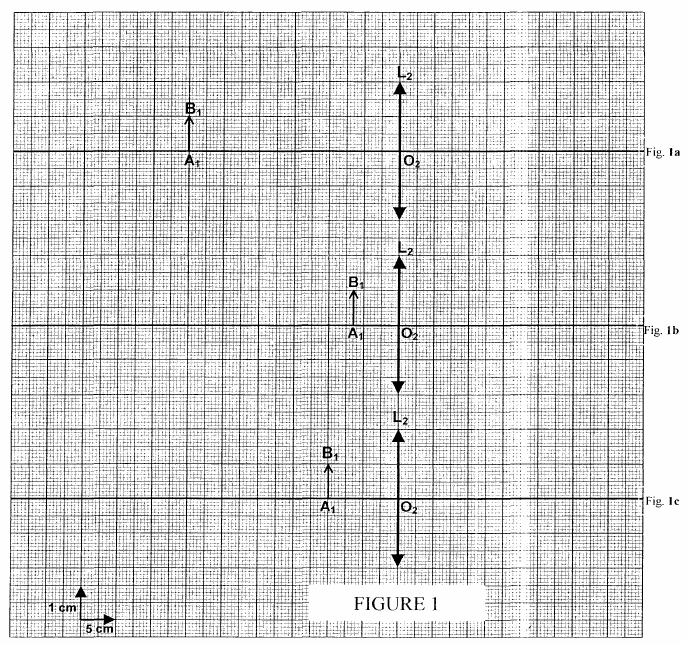 L₂
B₁
A₁
O₂
Fig. 1a
L₂
B₁
A₁
O₂
Fig. 1b
L₂
B₁
A₁
O₂
Fig. 1c
1 cm
5 cm
FIGURE 1